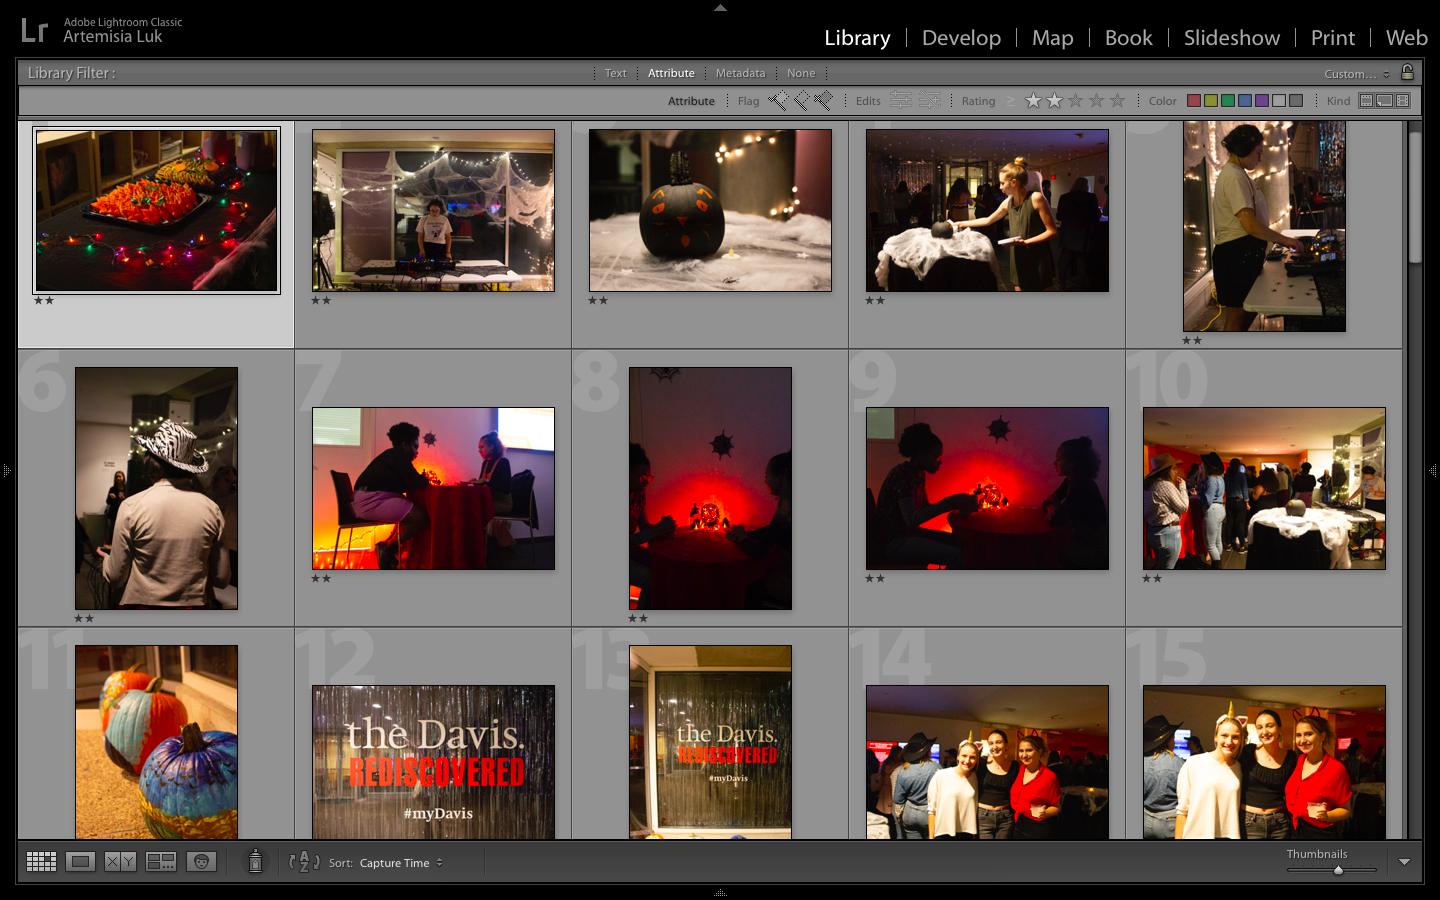 Lr
Adobe Lightroom Classic
Artemisia Luk
Library | Develop | Map | Book | Slideshow | Print | Web
Library Filter :
Text
Attribute
Metadata
None
Custom...
Attribute
Flag
Edits
Rating
≥
Color
Kind
★★
★★
★★
★★
★★
6
7
8
9
10
★★
★★
★★
★★
★★
11
12
13
14
15
the Davis.
REDISCOVERED
#myDavis
the Davis.
REDISCOVERED
#myDavis
X Y
A
Z
Sort: Capture Time
Thumbnails